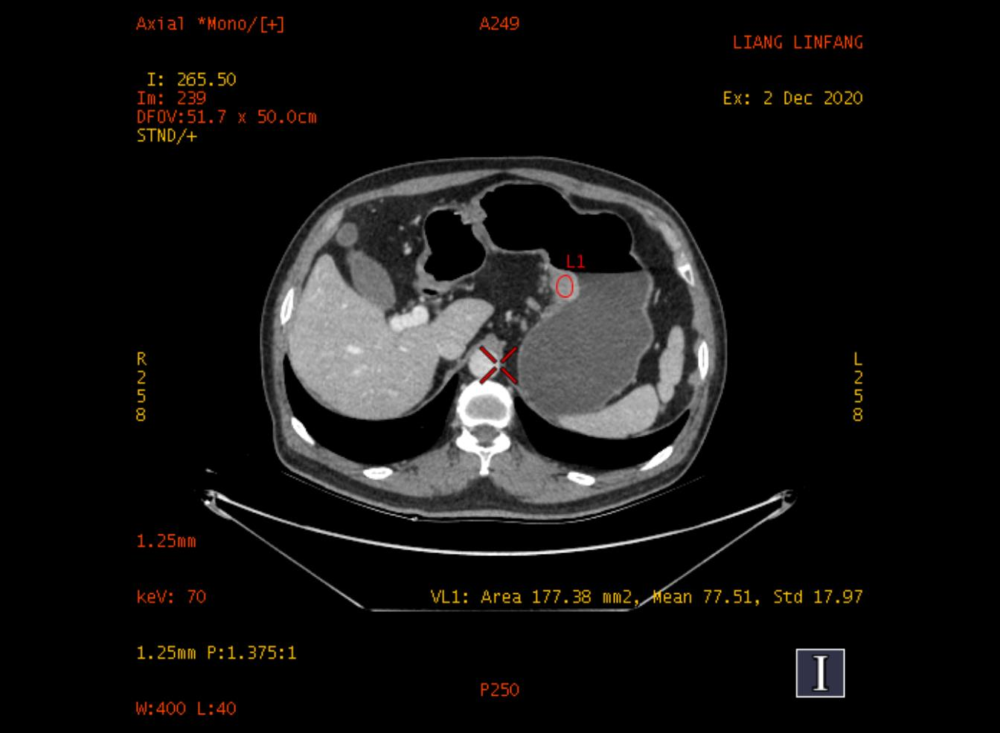 Axial *Mono/[+]
A249
LIANG LINFANG
I: 265.50
Im: 239
Ex: 2 Dec 2020
DFOV:51.7 x 50.0cm
STND/+
L1
R
2
5
8
L
2
5
8
1.25mm
keV: 70
VL1: Area 177.38 mm2, Mean 77.51, Std 17.97
1.25mm P:1.375:1
P250
W:400 L:40
I